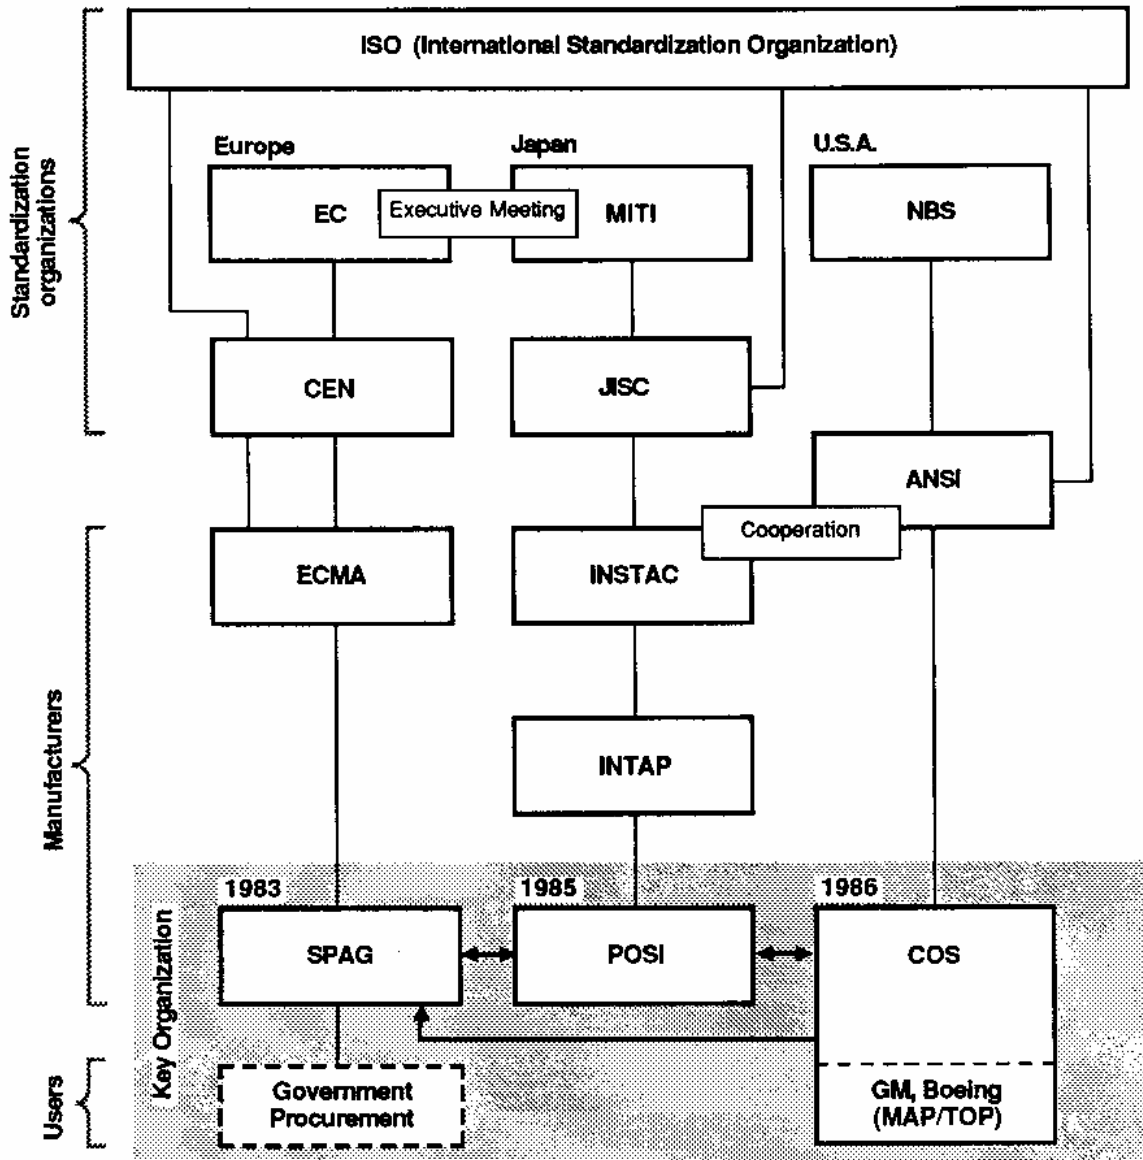 ISO (International Standardization Organization)
Europe
Japan
U.S.A.
EC
Executive Meeting
MITI
NBS
Standardization
organizations
CEN
JISC
ANSI
Cooperation
ECMA
INSTAC
Manufacturers
INTAP
1983
1985
1986
Key Organization
SPAG
POSI
COS
Users
Government
Procurement
GM, Boeing
(MAP/TOP)